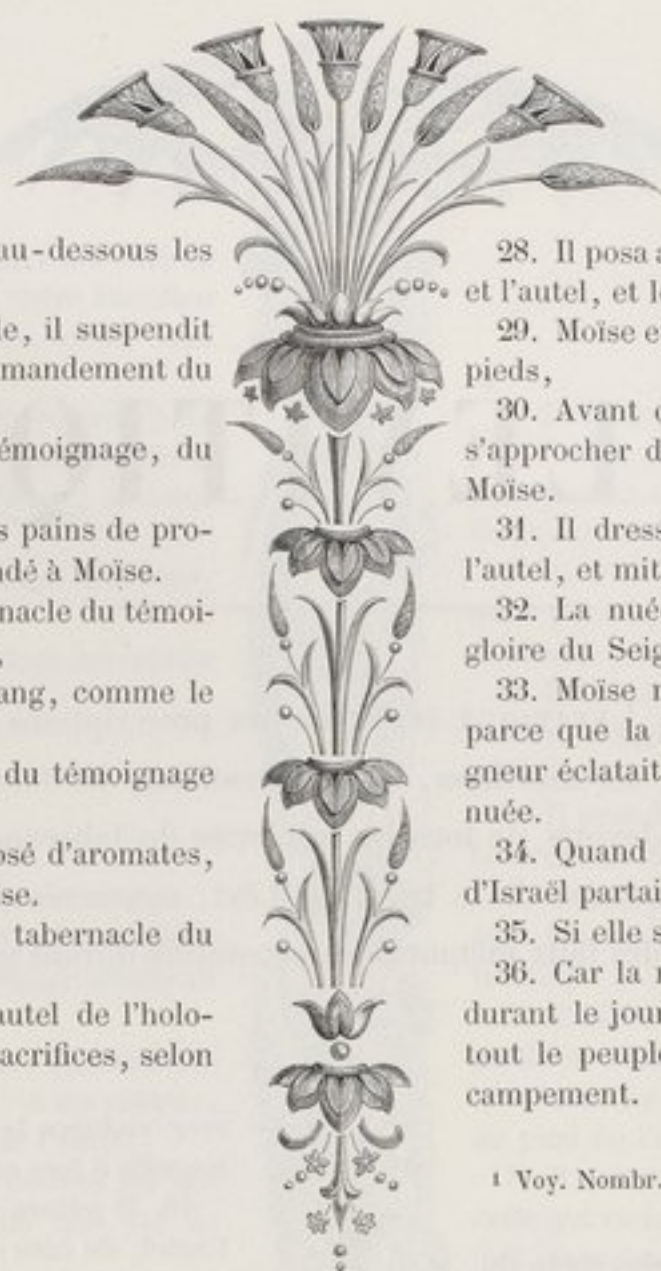 au-dessous les
le, il suspendit
mmandement du
témoignage, du
s pains de pro-
ndé à Moïse.
nacle du témoi-
ang, comme le
du témoignage
osé d'aromates,
se.
tabernacle du
autel de l'holo-
acrifices, selon
28. Il posa a
et l'autel, et l
29. Moïse e
pieds,
30. Avant
s'approcher d
Moïse.
31. Il dress
l'autel, et mit
32. La nué
gloire du Seig
33. Moïse
parce que la
gneur éclatait
nuée.
34. Quand
d'Israël partai
35. Si elle s
36. Car la
durant le jour
tout le peuple
campement.
1 Voy. Nombr.